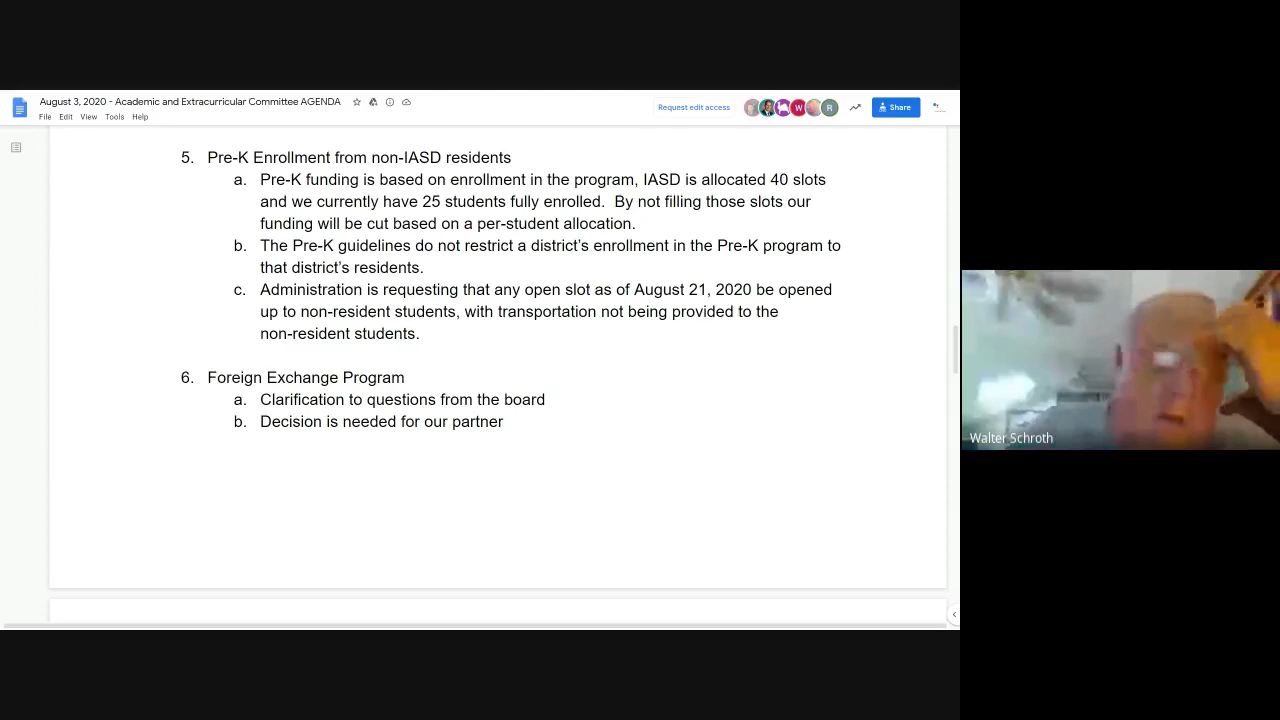 August 3, 2020 - Academic and Extracurricular Committee AGENDA
File Edit View Tools Help
Request edit access
W
R
Share
5. Pre-K Enrollment from non-IASD residents
a. Pre-K funding is based on enrollment in the program, IASD is allocated 40 slots
and we currently have 25 students fully enrolled. By not filling those slots our
funding will be cut based on a per-student allocation.
b. The Pre-K guidelines do not restrict a district's enrollment in the Pre-K program to
that district's residents.
c. Administration is requesting that any open slot as of August 21, 2020 be opened
up to non-resident students, with transportation not being provided to the
non-resident students.
6. Foreign Exchange Program
a. Clarification to questions from the board
b. Decision is needed for our partner
Walter Schroth